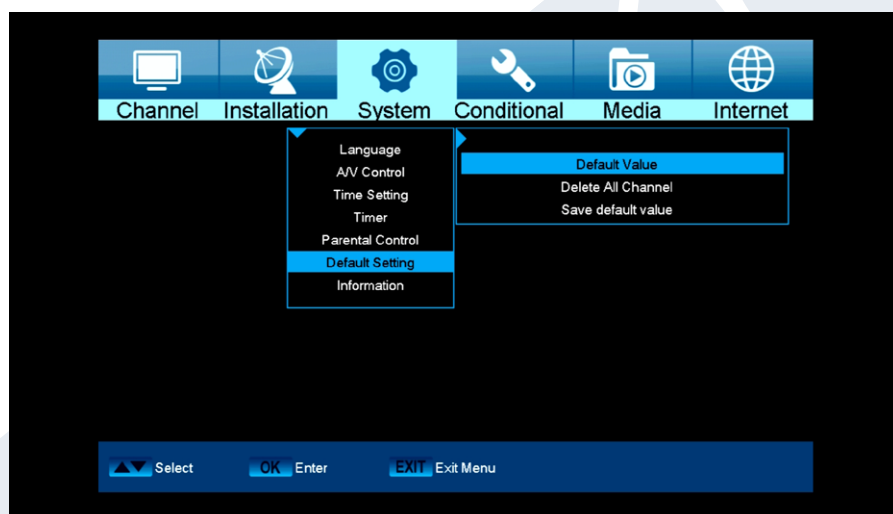 Channel Installation System Conditional Media Internet
Language
A/V Control
Time Setting
Timer
Parental Control
Default Setting
Information
Default Value
Delete All Channel
Save default value
Select OK Enter EXIT Exit Menu